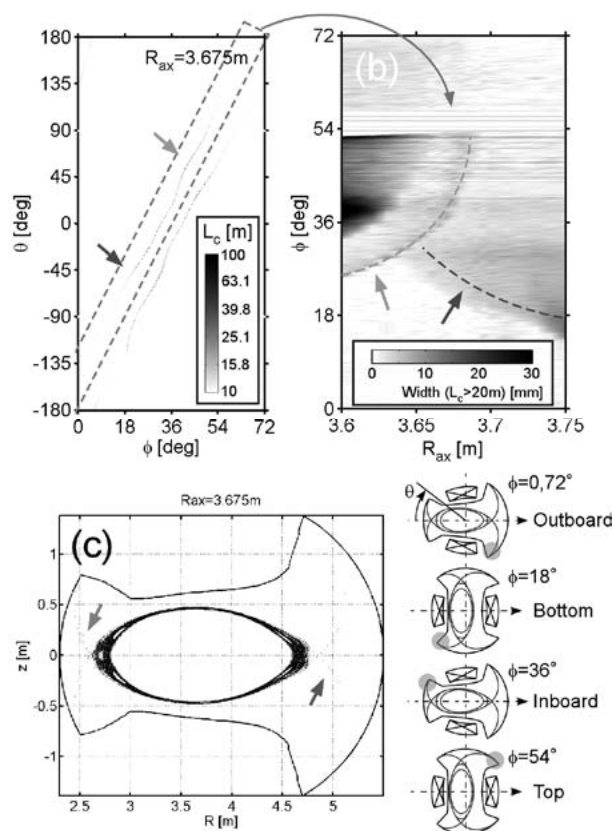 R_ax=3.675m
180
135
90
45
0
-45
-90
-135
-180
θ [deg]
0 18 36 54 72
ϕ [deg]
L_c [m]
100
63.1
39.8
25.1
15.8
10
(b)
72
54
36
18
0
ϕ [deg]
0 10 20 30
Width (L_c>20m) [mm]
3.6 3.65 3.7 3.75
R_ax [m]
Rax=3.675m
(c)
1
0.5
0
-0.5
-1
z [m]
2.5 3 3.5 4 4.5 5
R [m]
θ
ϕ=0,72°
Outboard
ϕ=18°
Bottom
ϕ=36°
Inboard
ϕ=54°
Top